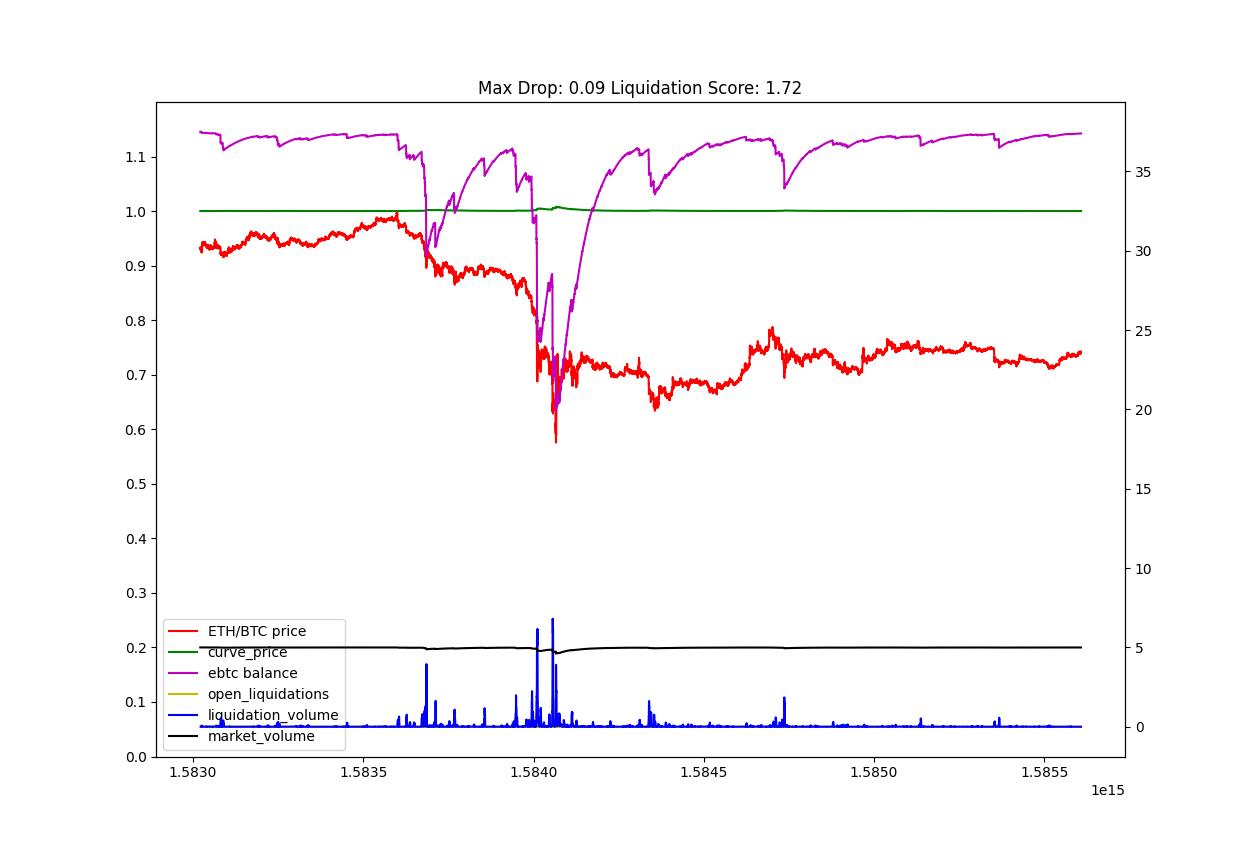 Max Drop: 0.09 Liquidation Score: 1.72
1.1
1.0
0.9
0.8
0.7
0.6
0.5
0.4
0.3
0.2
0.1
0.0
35
30
25
20
15
10
5
0
ETH/BTC price
curve_price
ebtc balance
open_liquidations
liquidation_volume
market_volume
1.5830 1.5835 1.5840 1.5845 1.5850 1.5855
1e15